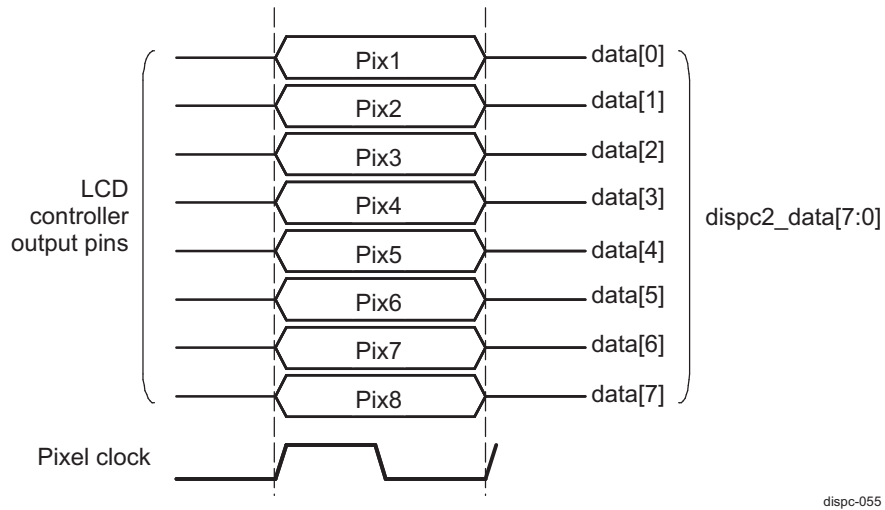 Pix1 data[0]
Pix2 data[1]
Pix3 data[2]
Pix4 data[3]
Pix5 data[4]
Pix6 data[5]
Pix7 data[6]
Pix8 data[7]
LCD
controller
output pins
dispc2_data[7:0]
Pixel clock
dispc-055